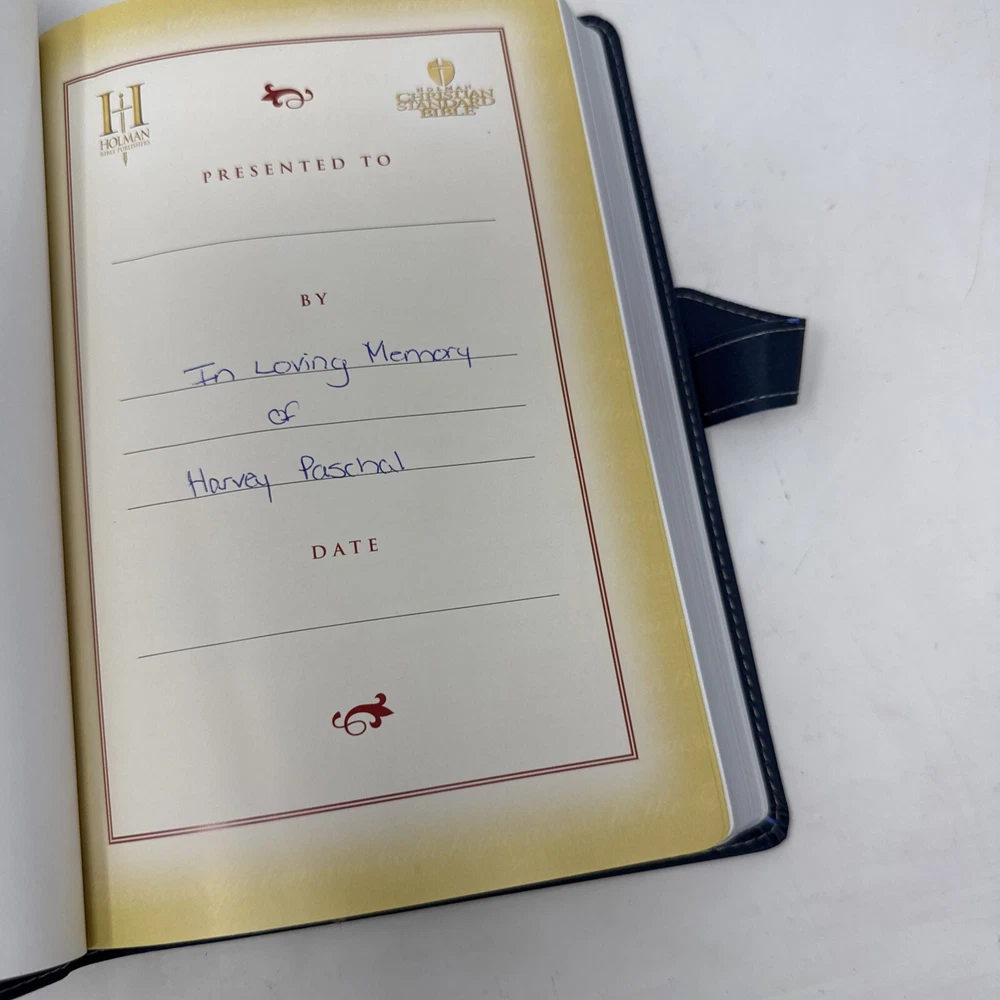 HOLMAN
BIBLE PUBLISHERS
HOLMAN
CHRISTIAN
STANDARD
BIBLE
PRESENTED TO
BY
In Loving Memory
of
Harvey Paschal
DATE